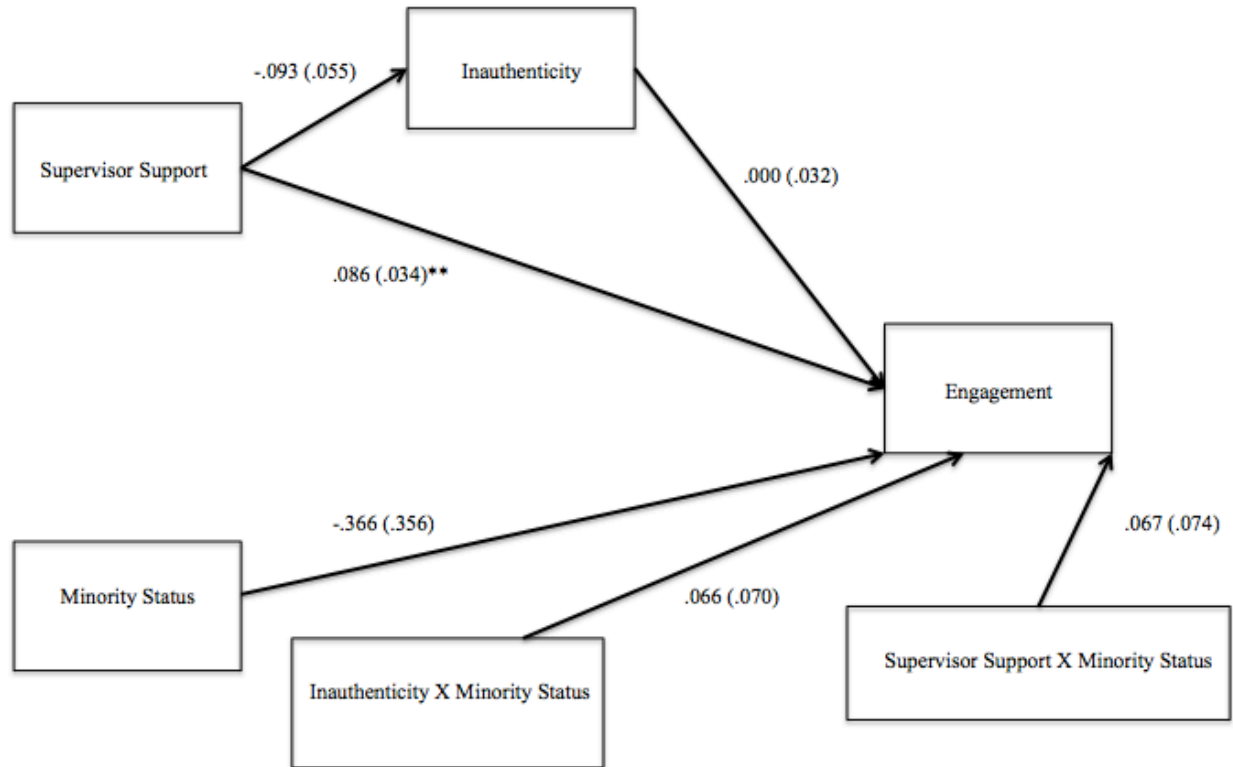 Inauthenticity
-.093 (.055)
Supervisor Support
.000 (.032)
.086 (.034)**
Engagement
-.366 (.356)
.067 (.074)
Minority Status
.066 (.070)
Supervisor Support X Minority Status
Inauthenticity X Minority Status